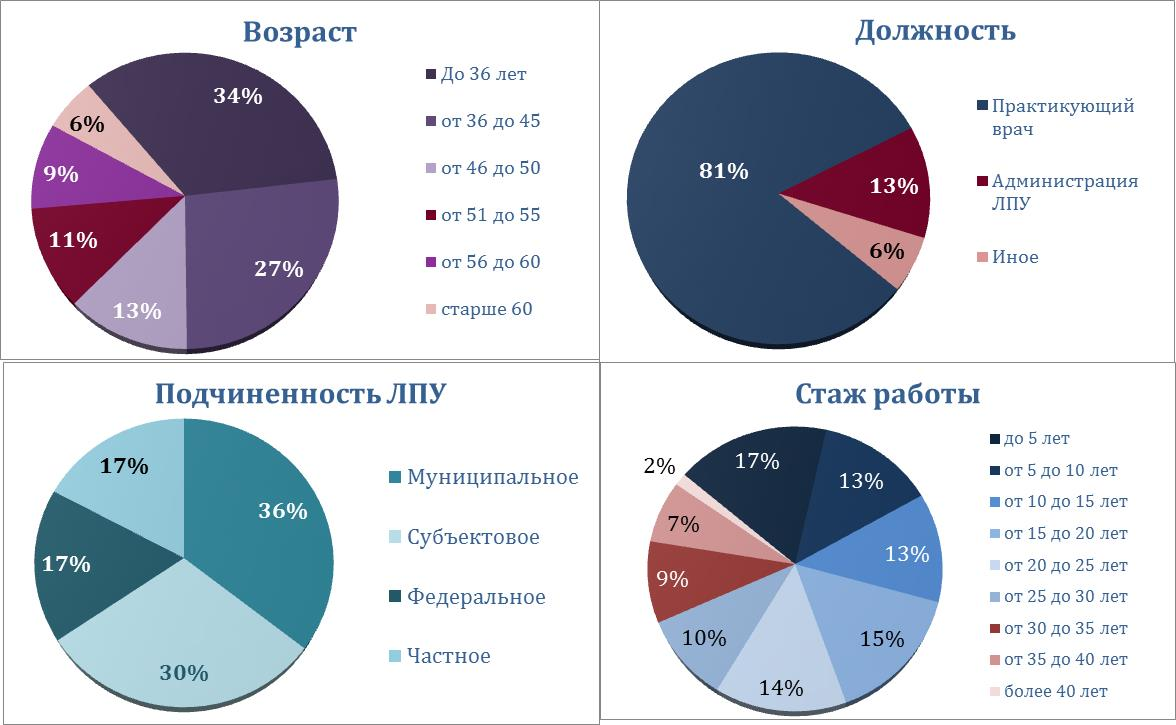 Возраст
34%
27%
13%
11%
9%
6%
До 36 лет
от 36 до 45
от 46 до 50
от 51 до 55
от 56 до 60
старше 60
Должность
81%
13%
6%
Практикующий
врач
Администрация
ЛПУ
Иное
Подчиненность ЛПУ
36%
30%
17%
17%
Муниципальное
Субъектовое
Федеральное
Частное
Стаж работы
17%
13%
13%
15%
14%
10%
9%
7%
2%
до 5 лет
от 5 до 10 лет
от 10 до 15 лет
от 15 до 20 лет
от 20 до 25 лет
от 25 до 30 лет
от 30 до 35 лет
от 35 до 40 лет
более 40 лет